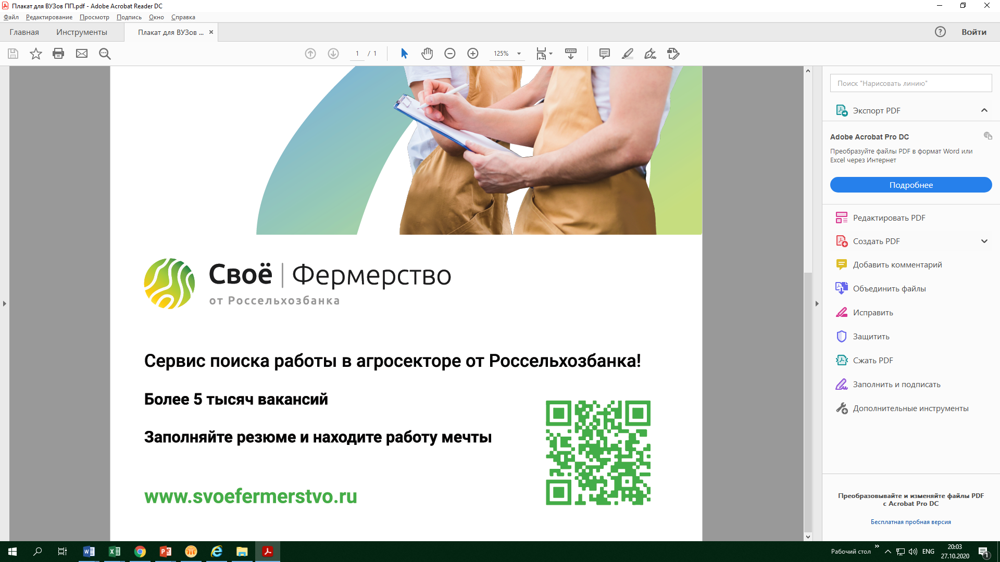 Плакат для ВУЗов ПП.pdf - Adobe Acrobat Reader DC
Файл Редактирование Просмотр Подпись Окно Справка
Главная Инструменты Плакат для ВУЗов ... Войти
1 / 1 125%
Поиск "Нарисовать линию"
Экспорт PDF
Adobe Acrobat Pro DC
Преобразуйте файлы PDF в формат Word или
Excel через Интернет
Подробнее
Редактировать PDF
Создать PDF
Добавить комментарий
Объединить файлы
Исправить
Защитить
Сжать PDF
Заполнить и подписать
Дополнительные инструменты
Преобразовывайте и изменяйте файлы PDF
с Acrobat Pro DC
Бесплатная пробная версия
Своё | Фермерство
от Россельхозбанка
Сервис поиска работы в агросекторе от Россельхозбанка!
Более 5 тысяч вакансий
Заполняйте резюме и находите работу мечты
www.svoefermerstvo.ru
Рабочий стол
ENG
20:03
27.10.2020
1